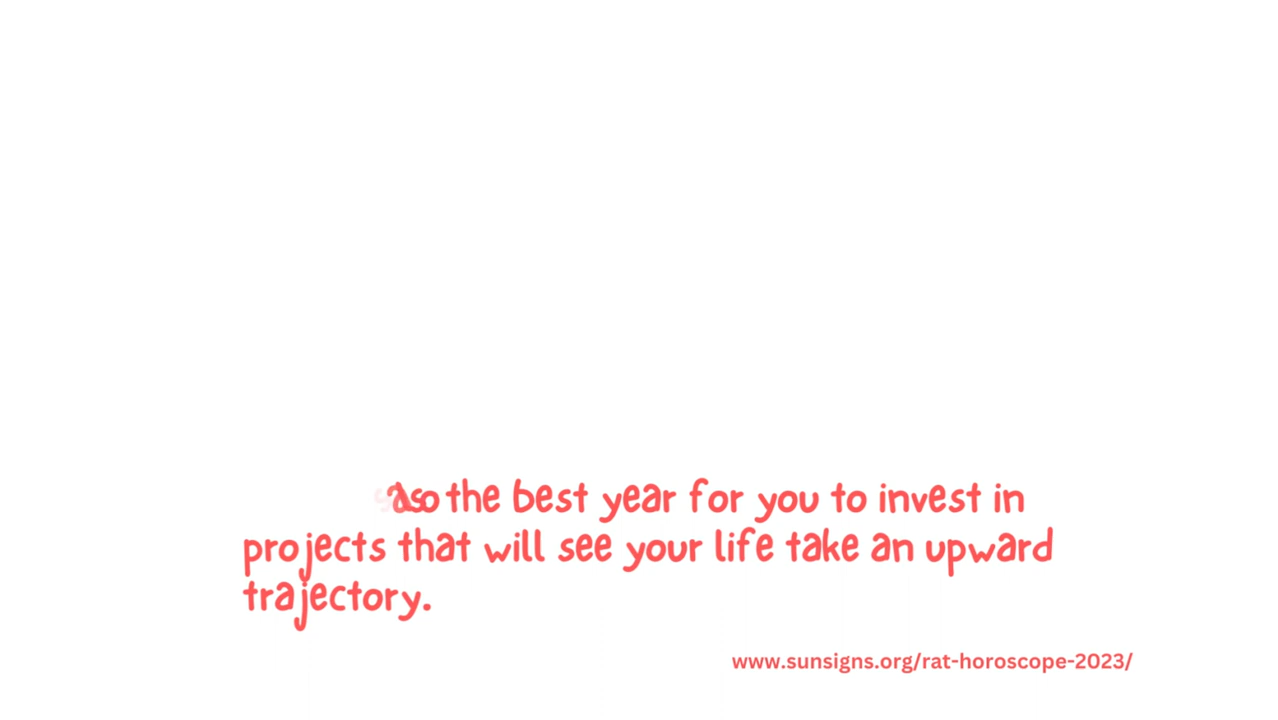 the best year for you to invest in
projects that will see your life take an upward
trajectory.
www.sunsigns.org/rat-horoscope-2023/